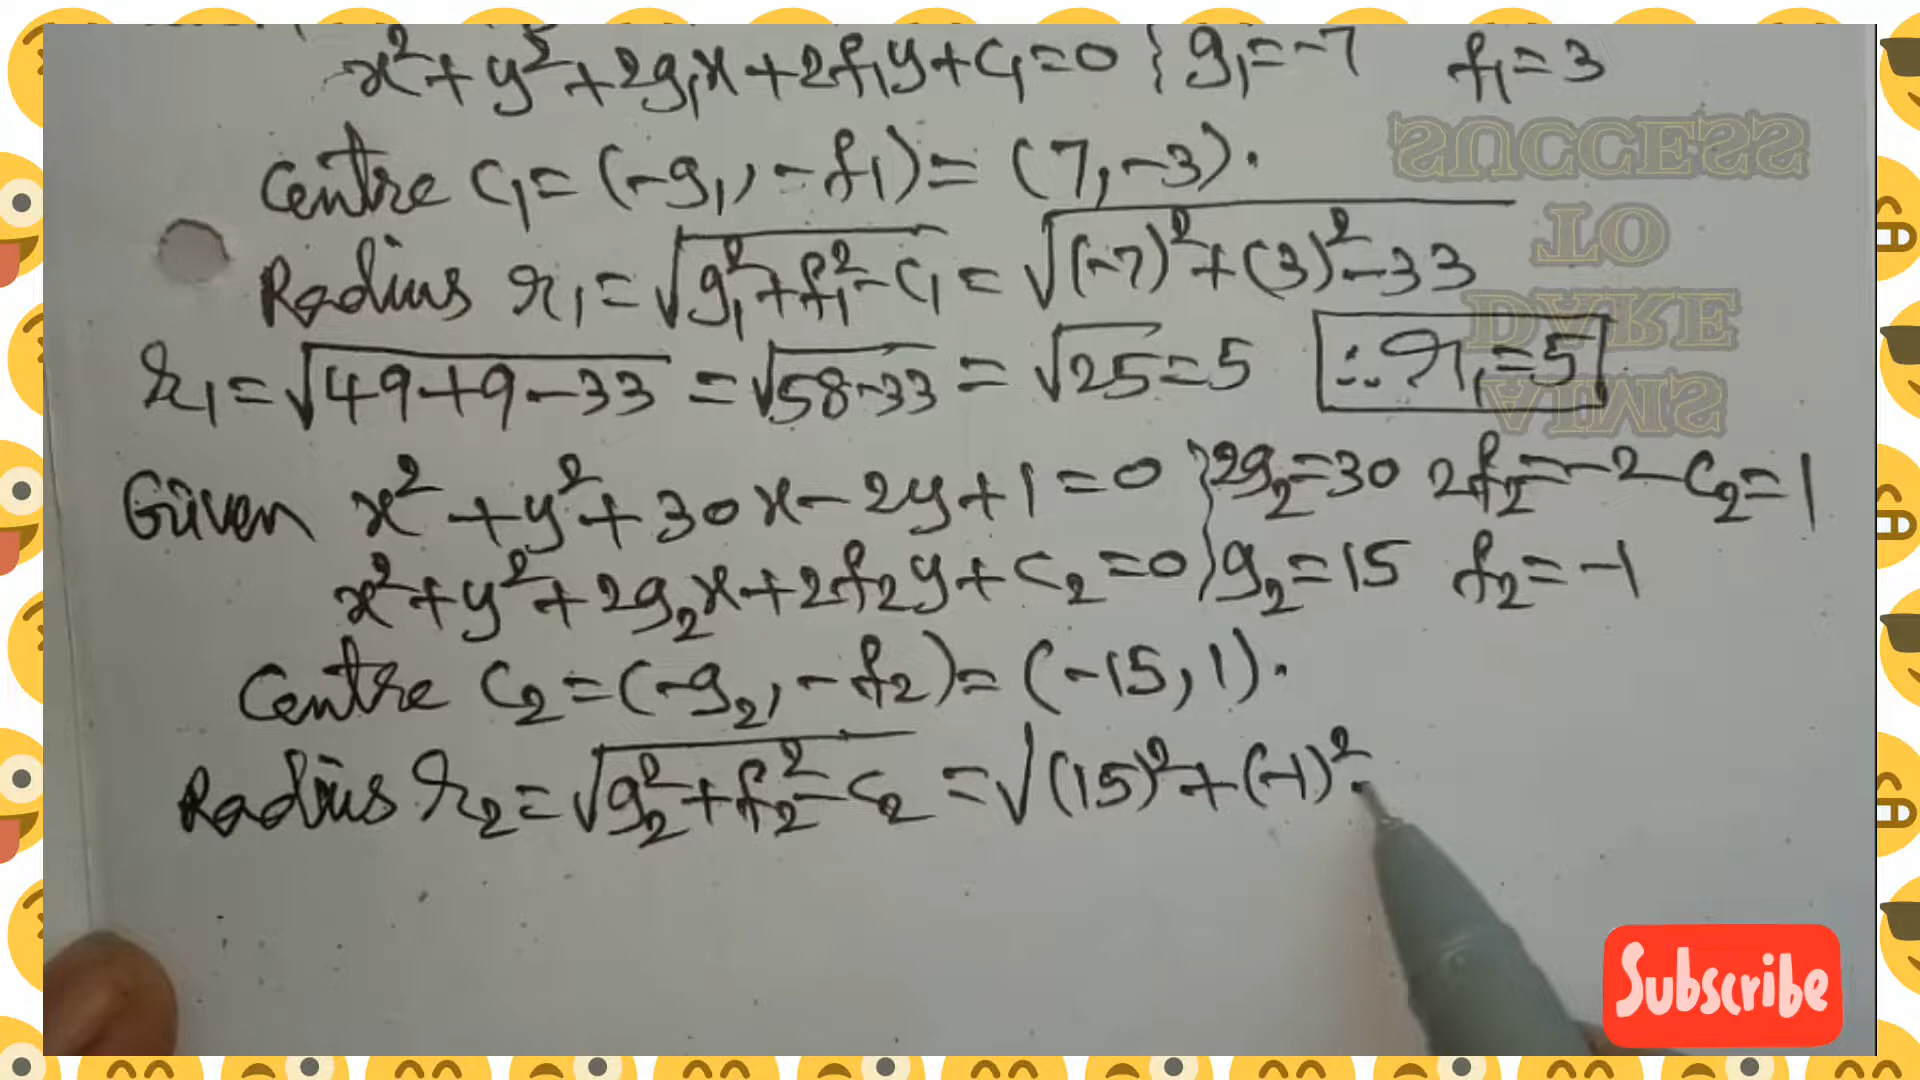 x²+y²+2g₁x+2f₁y+c₁=0 } g₁=-7 f₁=3
Centre C₁=(-g₁,-f₁)=(7,-3).
Radius r₁=√g₁²+f₁²-c₁=√(-7)²+(3)²-33
r₁=√49+9-33=√58-33=√25=5 ∴r₁=5
Given x²+y²+30x-2y+1=0 } 2g₂=30 2f₂=-2 c₂=1
x²+y²+2g₂x+2f₂y+c₂=0 } g₂=15 f₂=-1
Centre C₂=(-g₂,-f₂)=(-15,1).
Radius r₂=√g₂²+f₂²-c₂=√(15)²+(-1)²-
SUCCESS
TO
DARE
AIMS
Subscribe